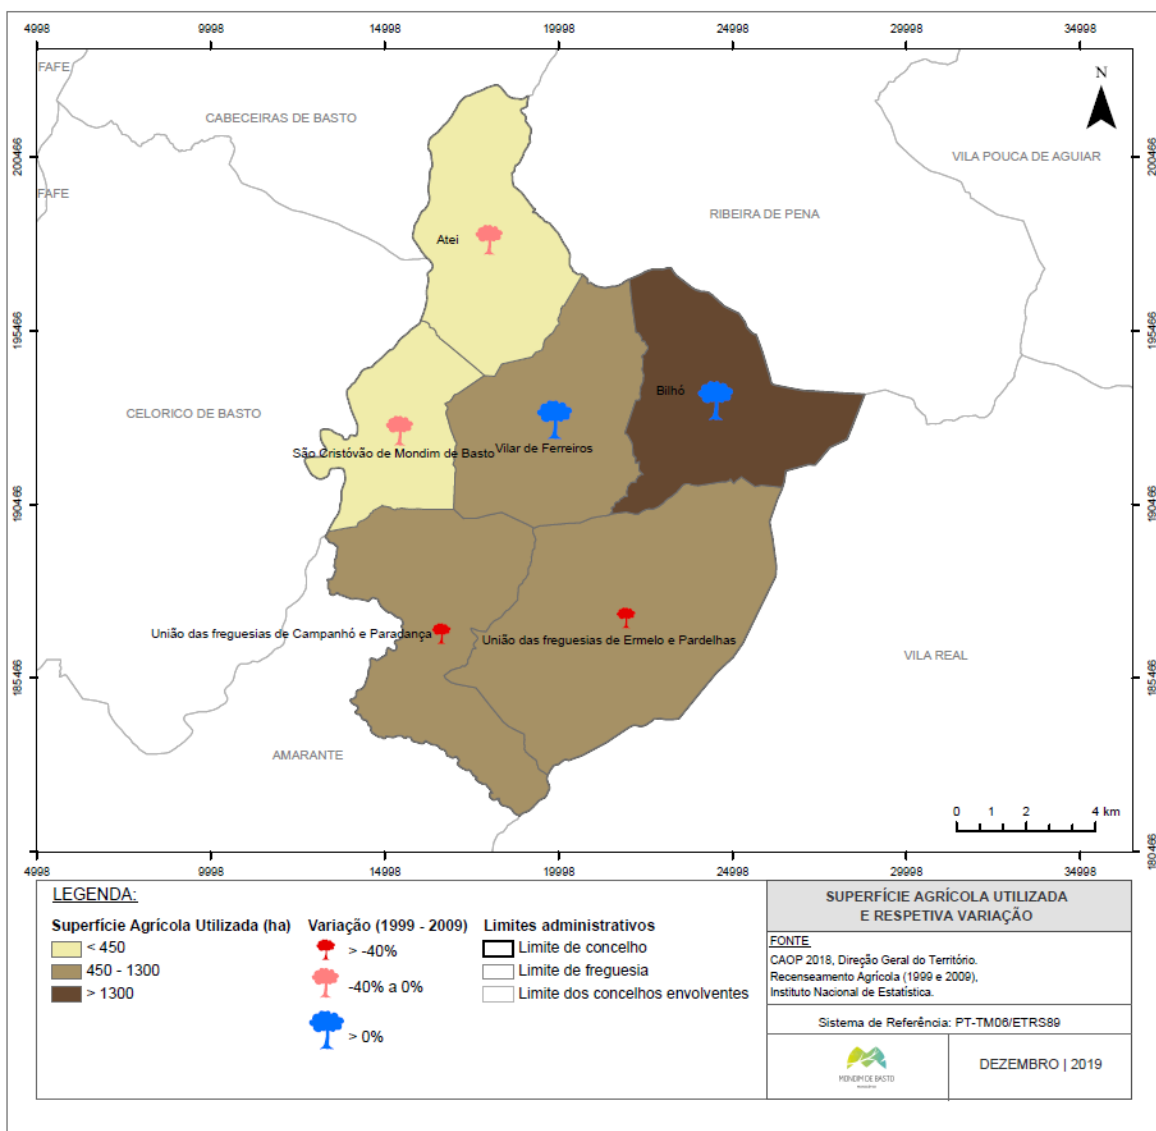 4998 9998 14998 19998 24998 29998 34998
FAFE
CABECEIRAS DE BASTO
N
200466
200466
VILA POUCA DE AGUIAR
FAFE
RIBEIRA DE PENA
Atei
195466
195466
Bilhó
CELORICO DE BASTO
São Cristóvão de Mondim de Basto
Vilar de Ferreiros
190466
190466
União das freguesias de Campanhó e Paradança
União das freguesias de Ermelo e Pardelhas
VILA REAL
185466
185466
AMARANTE
0 1 2 4 km
180466
4998 9998 14998 19998 24998 29998 34998
LEGENDA:
Superfície Agrícola Utilizada (ha)
< 450
450 - 1300
> 1300
Variação (1999 - 2009)
> -40%
-40% a 0%
> 0%
Limites administrativos
Limite de concelho
Limite de freguesia
Limite dos concelhos envolventes
SUPERFÍCIE AGRÍCOLA UTILIZADA
E RESPETIVA VARIAÇÃO
FONTE
CAOP 2018, Direção Geral do Território.
Recenseamento Agrícola (1999 e 2009),
Instituto Nacional de Estatística.
Sistema de Referência: PT-TM06/ETRS89
MONDIM DE BASTO
DEZEMBRO | 2019